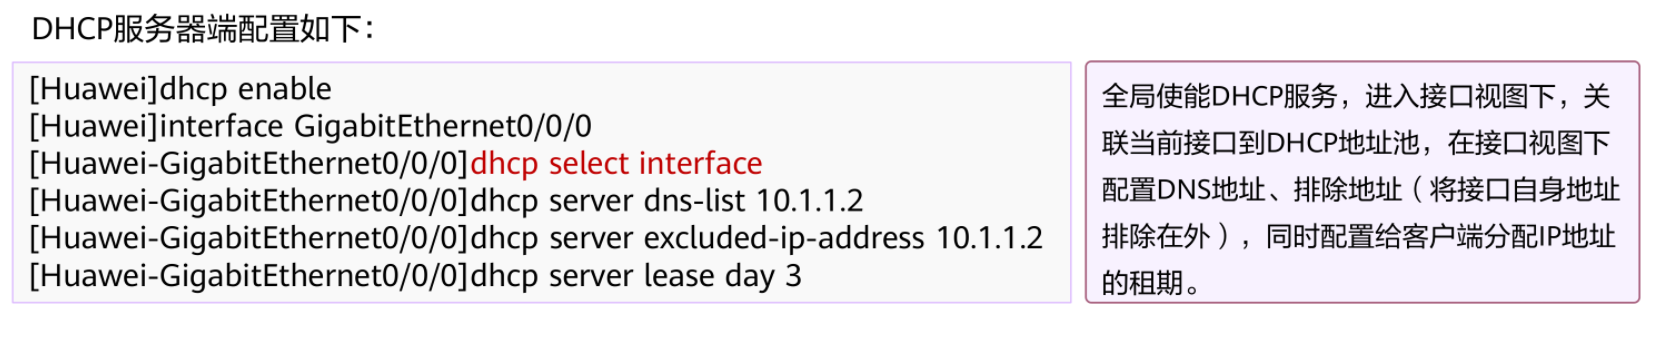 DHCP服务器端配置如下：
[Huawei]dhcp enable
[Huawei]interface GigabitEthernet0/0/0
[Huawei-GigabitEthernet0/0/0]dhcp select interface
[Huawei-GigabitEthernet0/0/0]dhcp server dns-list 10.1.1.2
[Huawei-GigabitEthernet0/0/0]dhcp server excluded-ip-address 10.1.1.2
[Huawei-GigabitEthernet0/0/0]dhcp server lease day 3
全局使能DHCP服务，进入接口视图下，关
联当前接口到DHCP地址池，在接口视图下
配置DNS地址、排除地址（将接口自身地址
排除在外），同时配置给客户端分配IP地址
的租期。